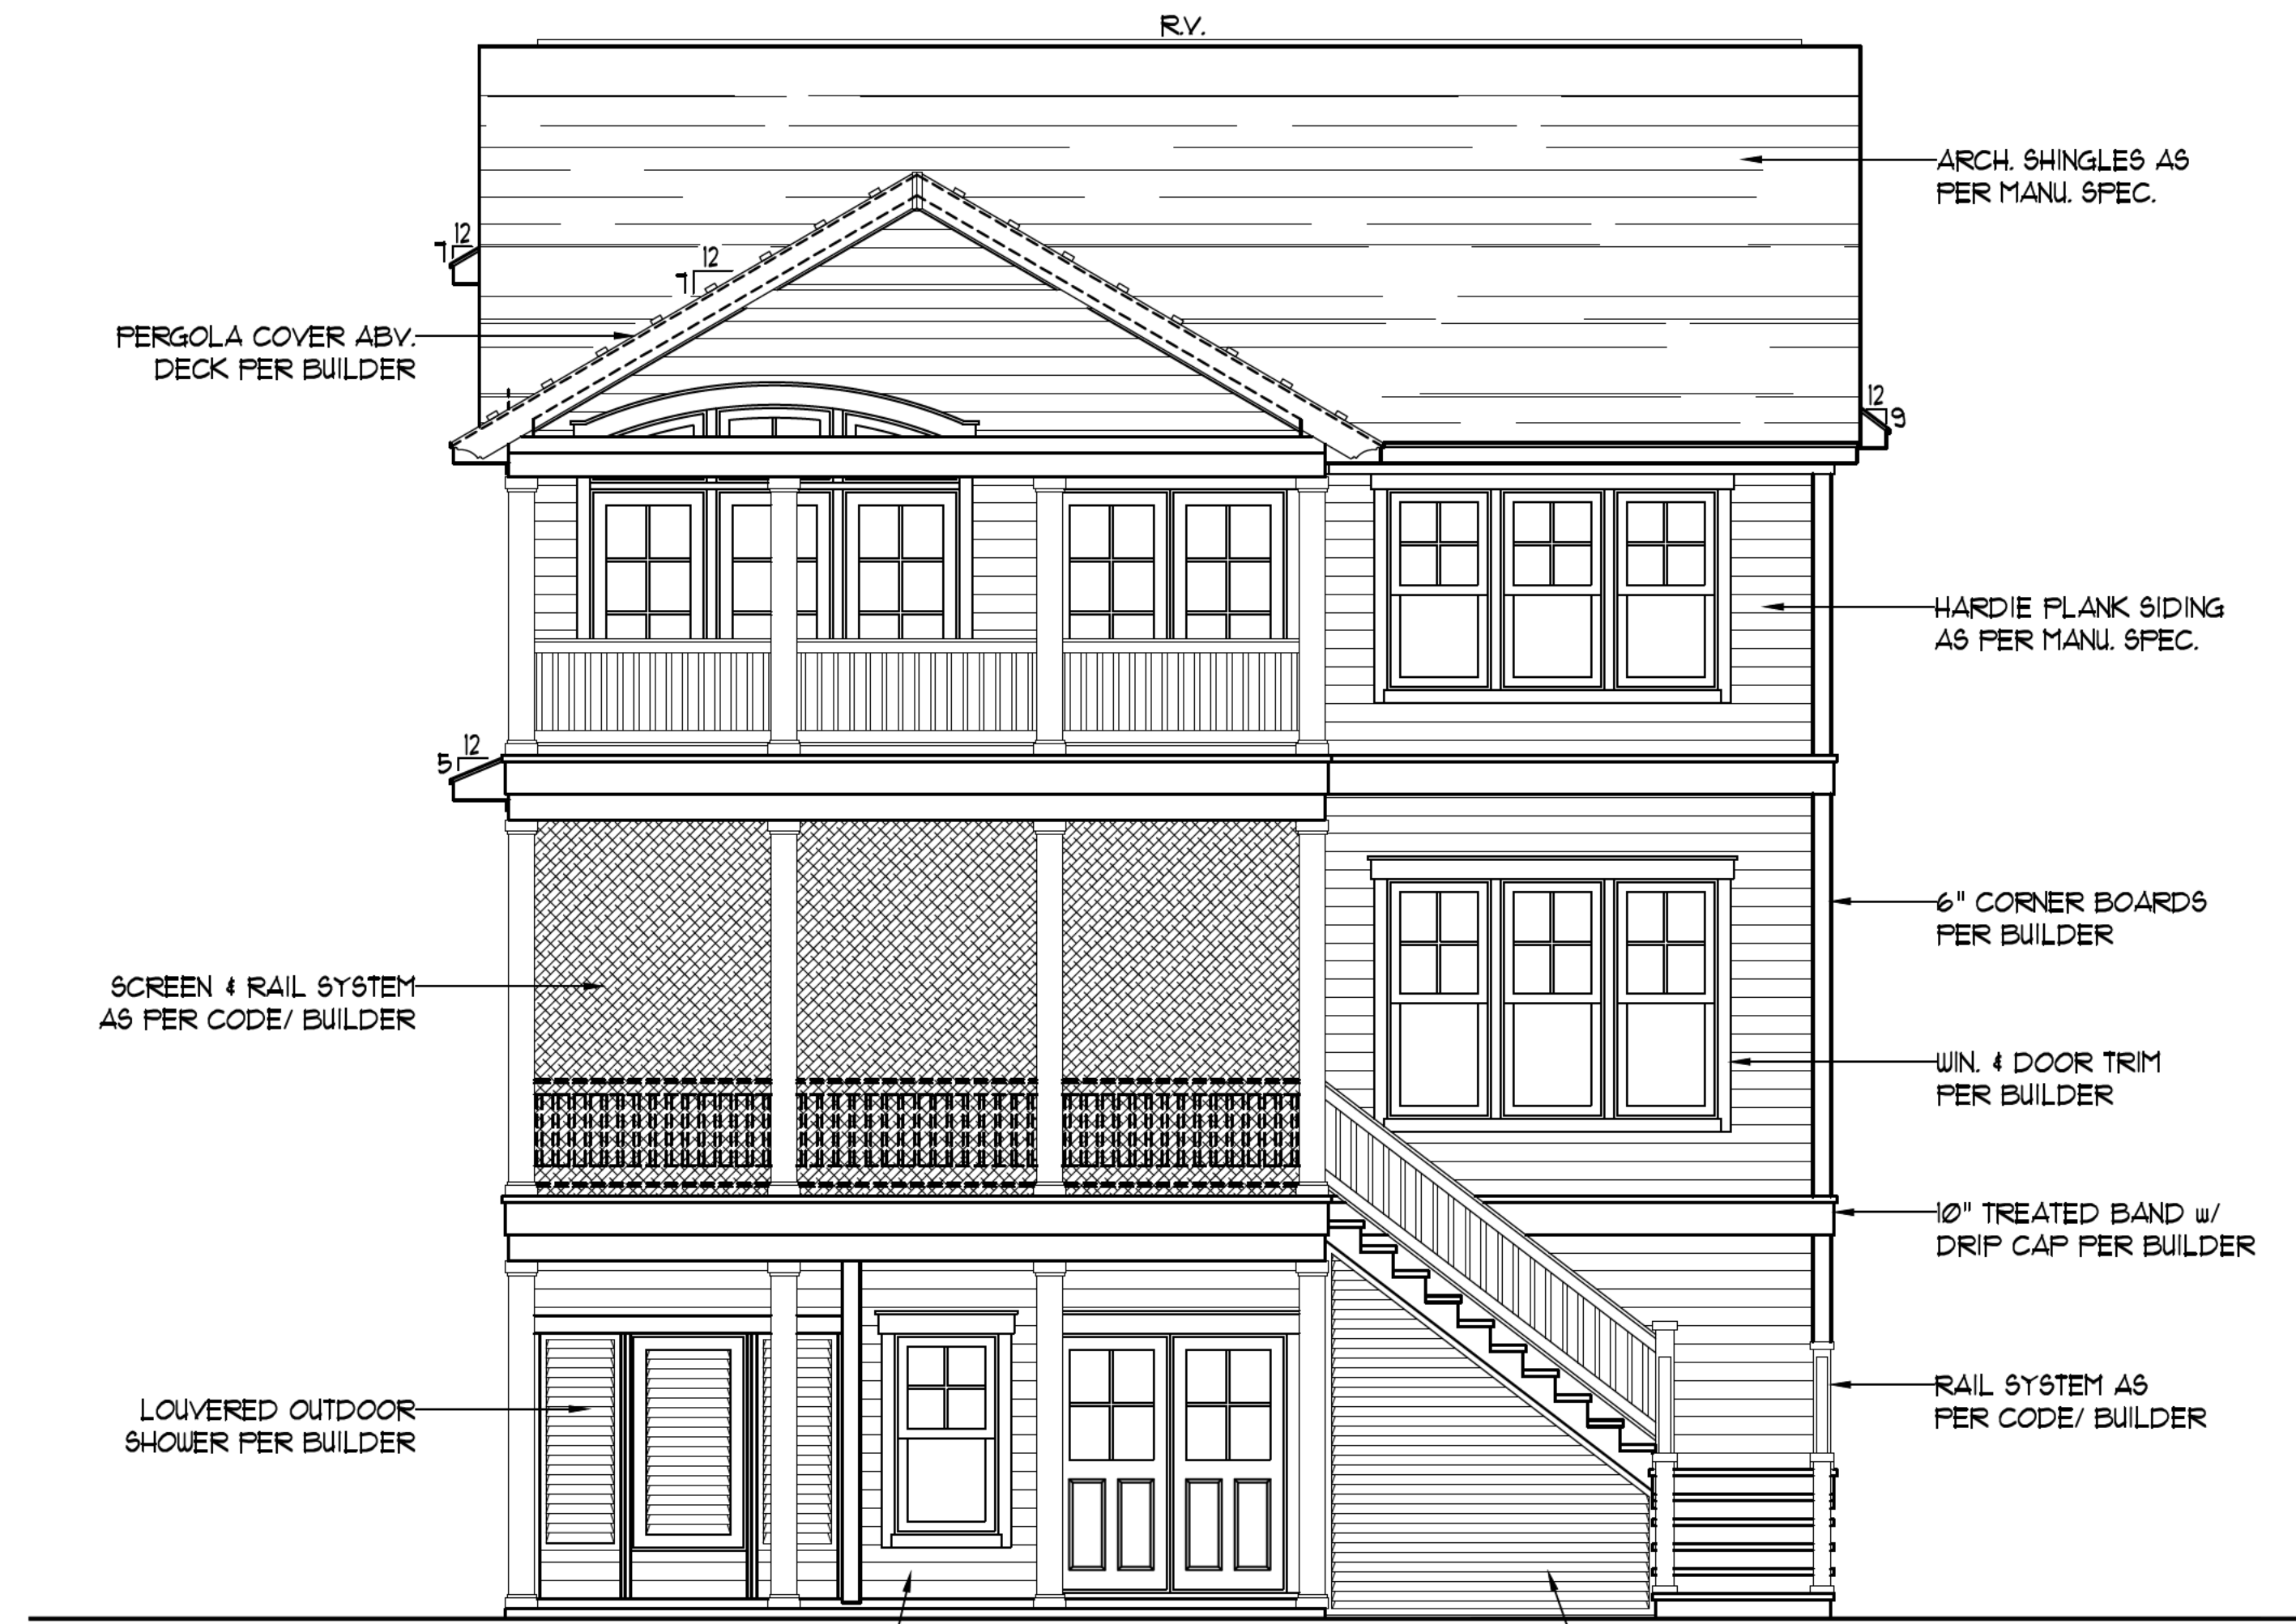 R.V.
ARCH. SHINGLES AS
PER MANU. SPEC.
12
7
12
7
PERGOLA COVER ABV.
DECK PER BUILDER
12
9
HARDIE PLANK SIDING
AS PER MANU. SPEC.
12
5
6" CORNER BOARDS
PER BUILDER
SCREEN & RAIL SYSTEM
AS PER CODE/ BUILDER
WIN. & DOOR TRIM
PER BUILDER
10" TREATED BAND w/
DRIP CAP PER BUILDER
RAIL SYSTEM AS
PER CODE/ BUILDER
LOUVERED OUTDOOR
SHOWER PER BUILDER